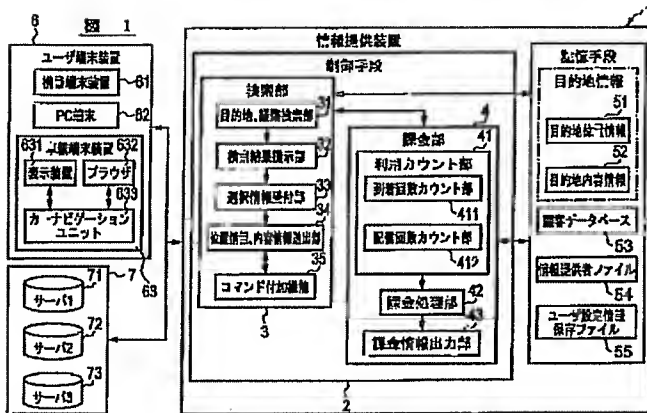 図 1
1
6
ユーザ端末装置
携帯端末装置
61
PC端末
62
車載端末装置
631
632
表示装置
ブラウザ
カーナビゲーション
ユニット
633
63
7
71
サーバ1
72
サーバ2
73
サーバ3
情報提供装置
制御手段
検索部
目的地、経路検索部
31
検索結果提示部
32
選択情報受付部
33
34
位置情報、内容情報送出部
35
コマンド付加機能
3
4
課金部
41
利用カウント部
到着回数カウント部
411
配信回数カウント部
412
課金処理部
42
43
課金情報出力部
2
記憶手段
目的地情報
51
目的地位置情報
52
目的地内容情報
顧客データベース
53
情報提供者ファイル
54
ユーザ設定情報
保存ファイル
55